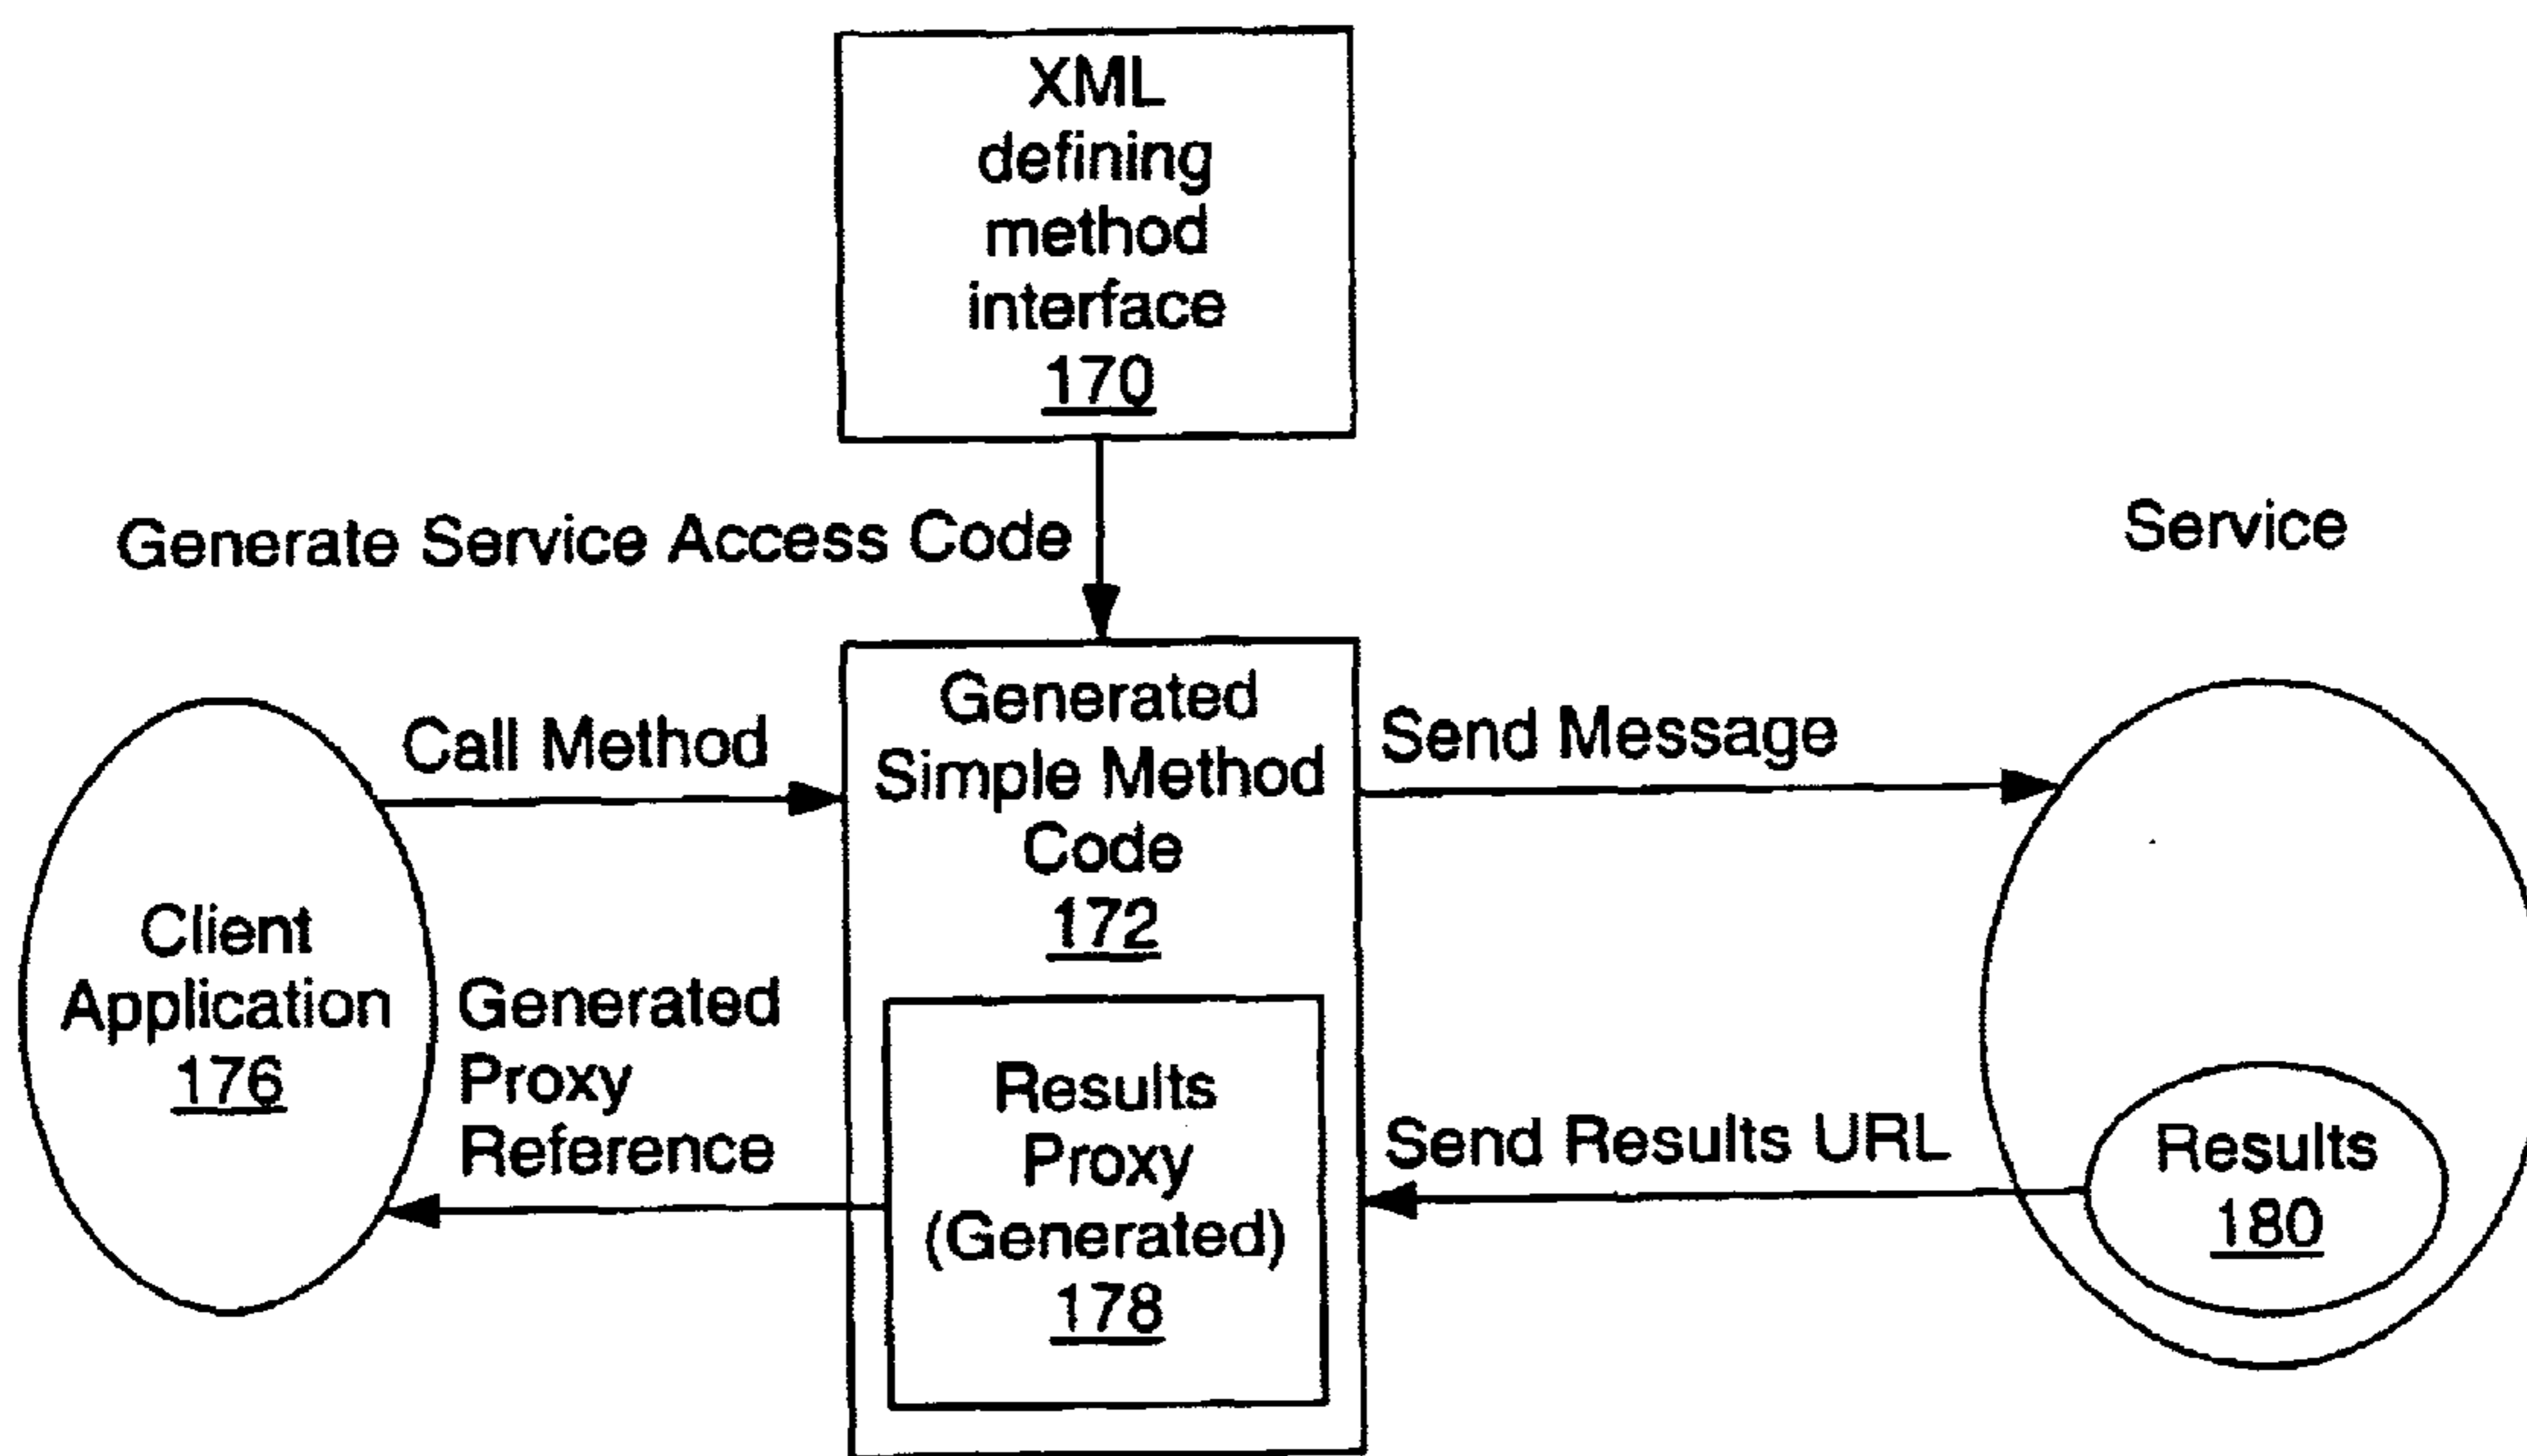 XML
defining
method
interface
170
Generate Service Access Code
Service
Generated
Simple Method
Code
172
Call Method
Send Message
Client
Application
176
Generated
Proxy
Reference
Results
Proxy
(Generated)
178
Send Results URL
Results
180